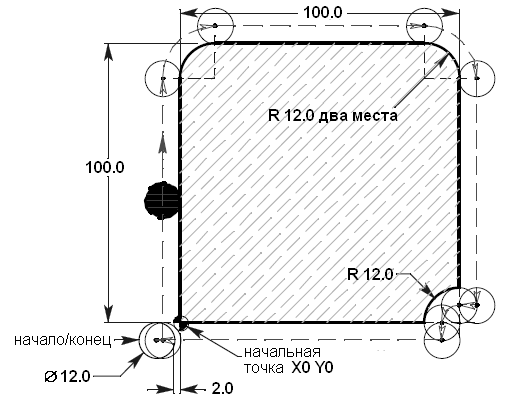 100.0
R 12.0 два места
100.0
R 12.0
начало/конец
начальная
точка X0 Y0
Ø12.0
2.0